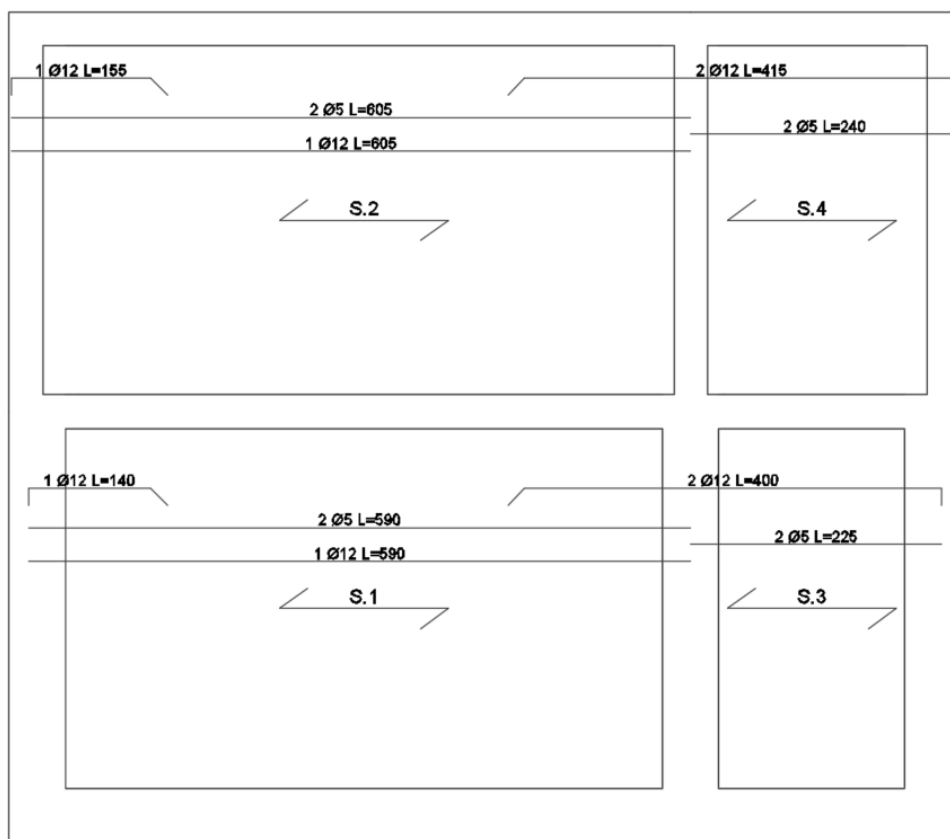 1 Ø12 L=155
2 Ø12 L=415
2 Ø5 L=605
2 Ø5 L=240
1 Ø12 L=605
S.2
S.4
1 Ø12 L=140
2 Ø12 L=400
2 Ø5 L=590
2 Ø5 L=225
1 Ø12 L=590
S.1
S.3